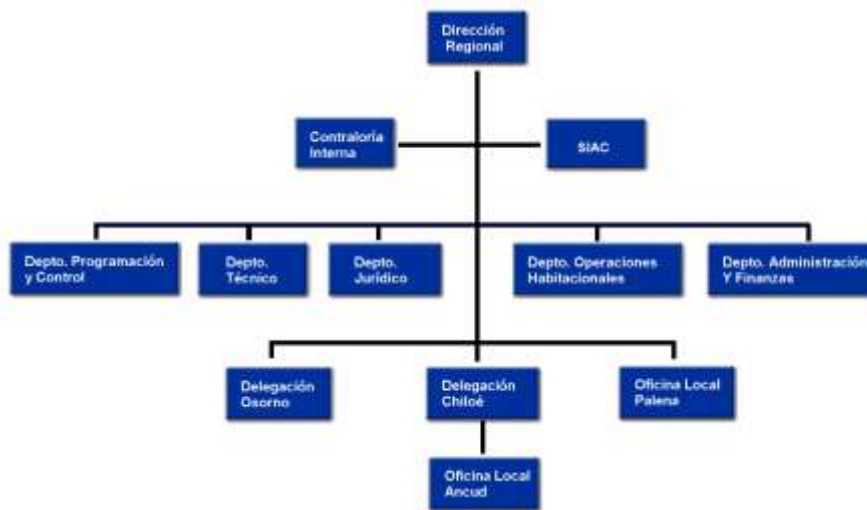 Dirección
Regional
Contraloría
Interna
SIAC
Depto. Programación
y Control
Depto.
Técnico
Depto.
Jurídico
Depto. Operaciones
Habitacionales
Depto. Administración
Y Finanzas
Delegación
Osorno
Delegación
Chiloé
Oficina Local
Palena
Oficina Local
Ancud